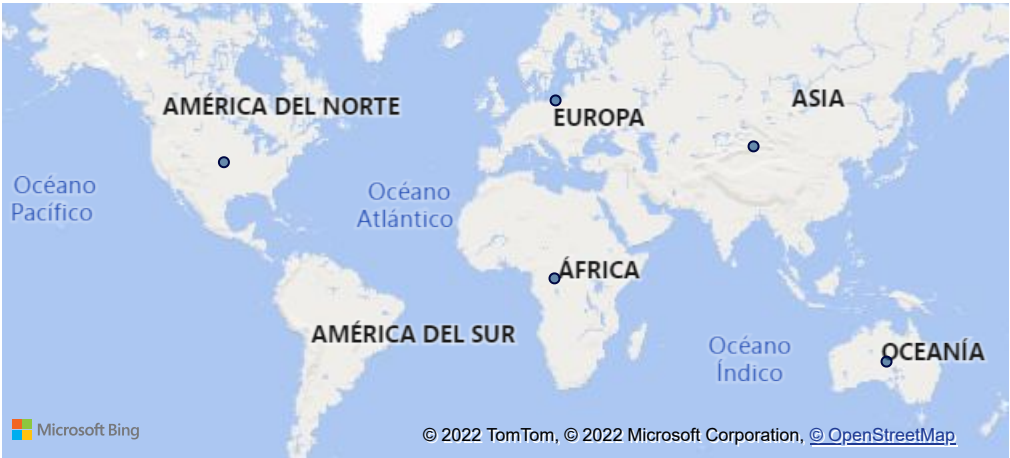 AMÉRICA DEL NORTE
EUROPA
ASIA
Océano
Pacífico
Océano
Atlántico
ÁFRICA
AMÉRICA DEL SUR
Océano
Índico
OCEANÍA
Microsoft Bing
© 2022 TomTom, © 2022 Microsoft Corporation, © OpenStreetMap